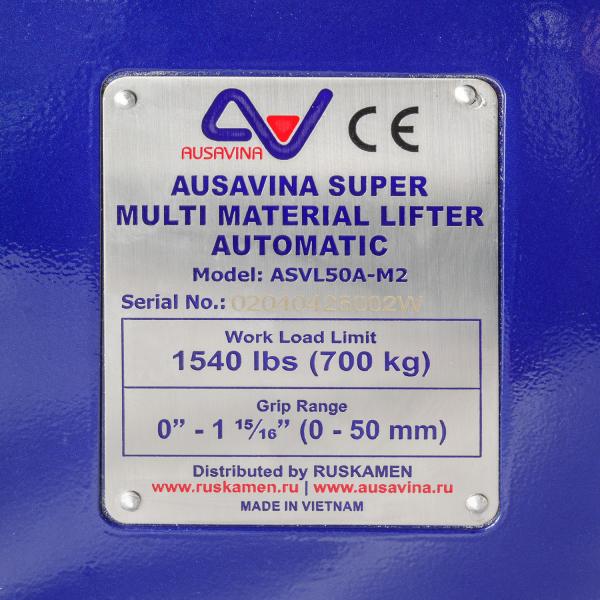 CE
AUSAVINA
AUSAVINA SUPER
MULTI MATERIAL LIFTER
AUTOMATIC
Model: ASVL50A-M2
Serial No.: 02040426002W
Work Load Limit
1540 lbs (700 kg)
Grip Range
0” - 1 15/16” (0 - 50 mm)
Distributed by RUSKAMEN
www.ruskamen.ru | www.ausavina.ru
MADE IN VIETNAM